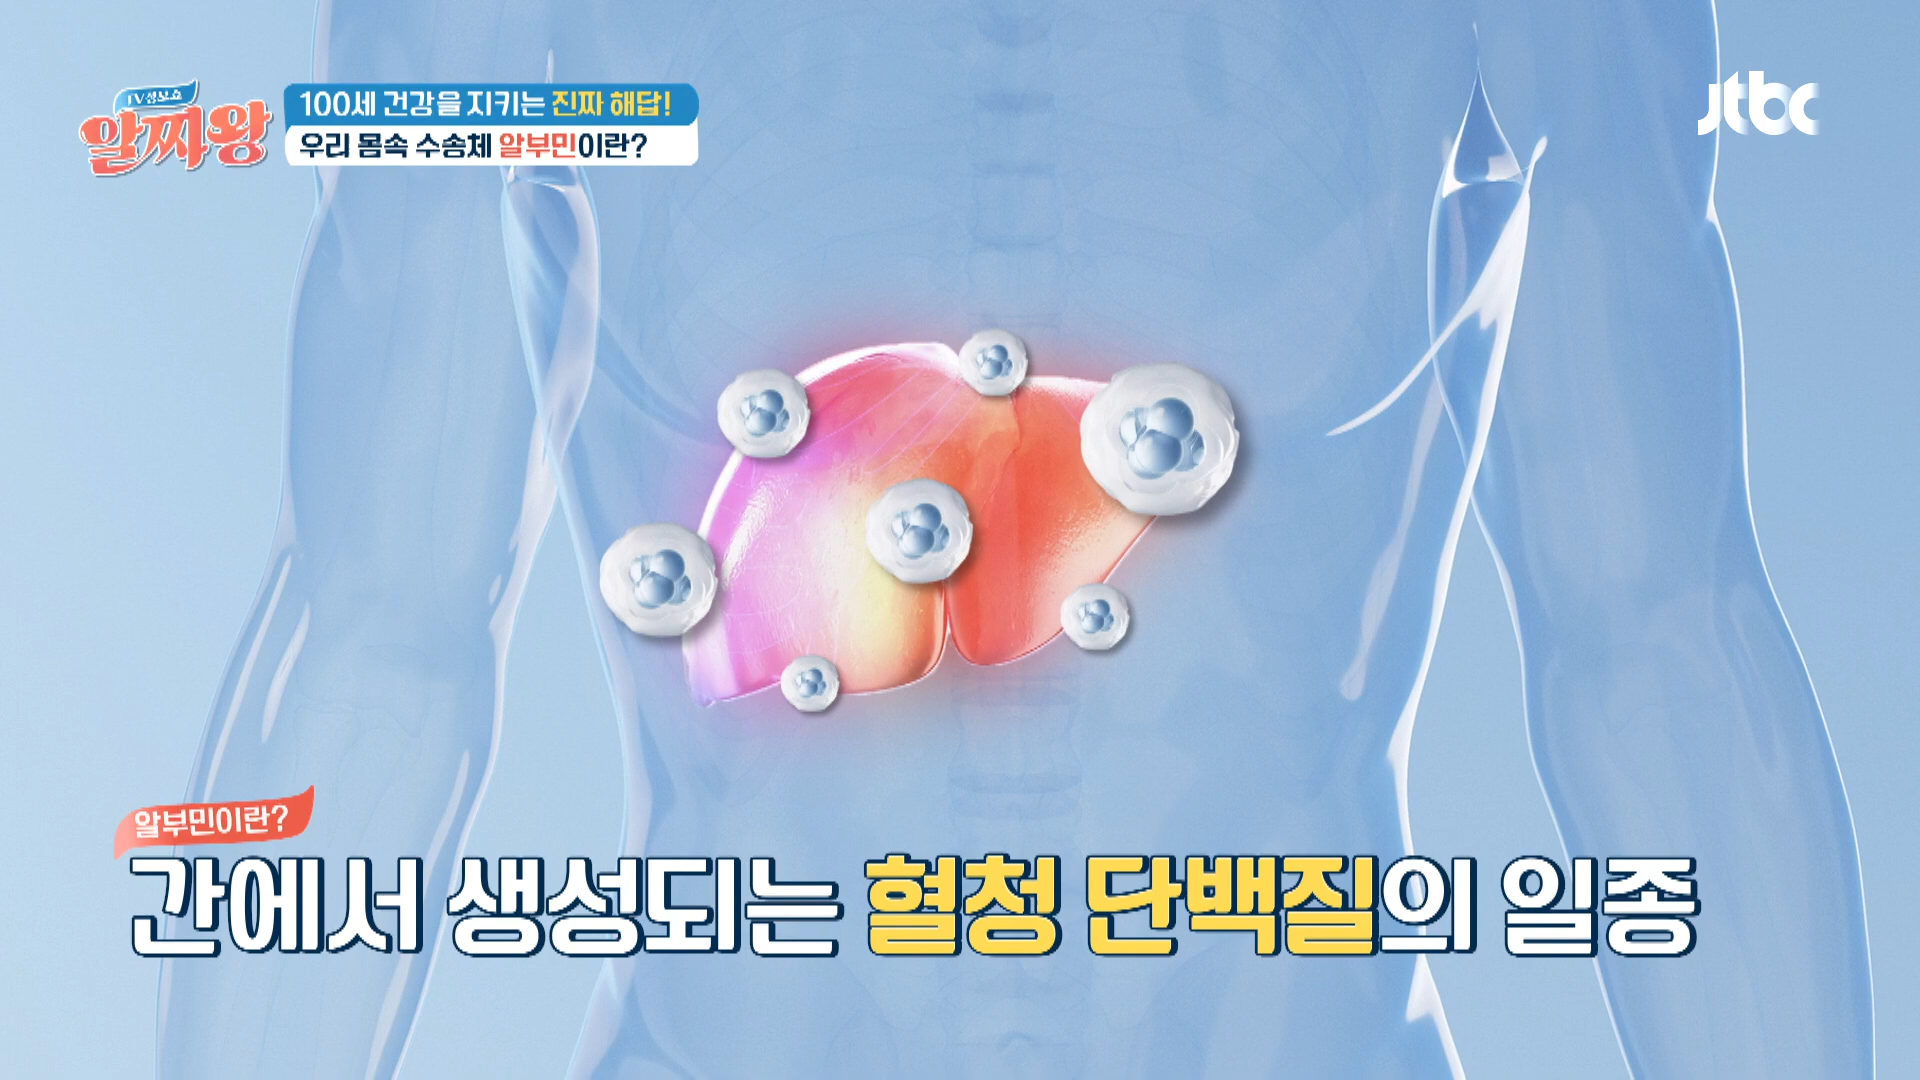 TV정보쇼
알짜왕
100세 건강을 지키는 진짜 해답!
우리 몸속 수송체 알부민이란?
jtbc
알부민이란?
간에서 생성되는 혈청 단백질의 일종